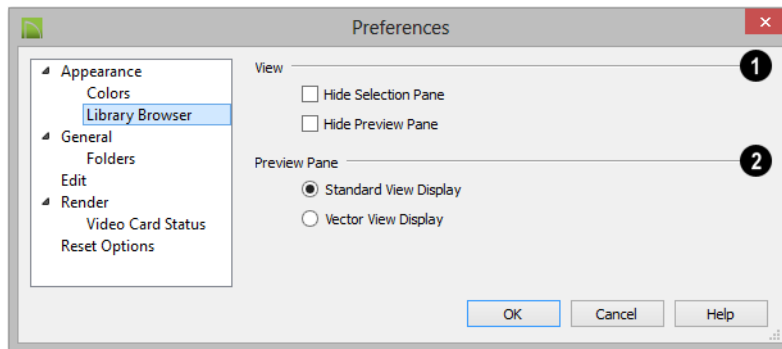 Preferences
Appearance
Colors
Library Browser
General
Folders
Edit
Render
Video Card Status
Reset Options
View
1
Hide Selection Pane
Hide Preview Pane
Preview Pane
2
Standard View Display
Vector View Display
OK
Cancel
Help